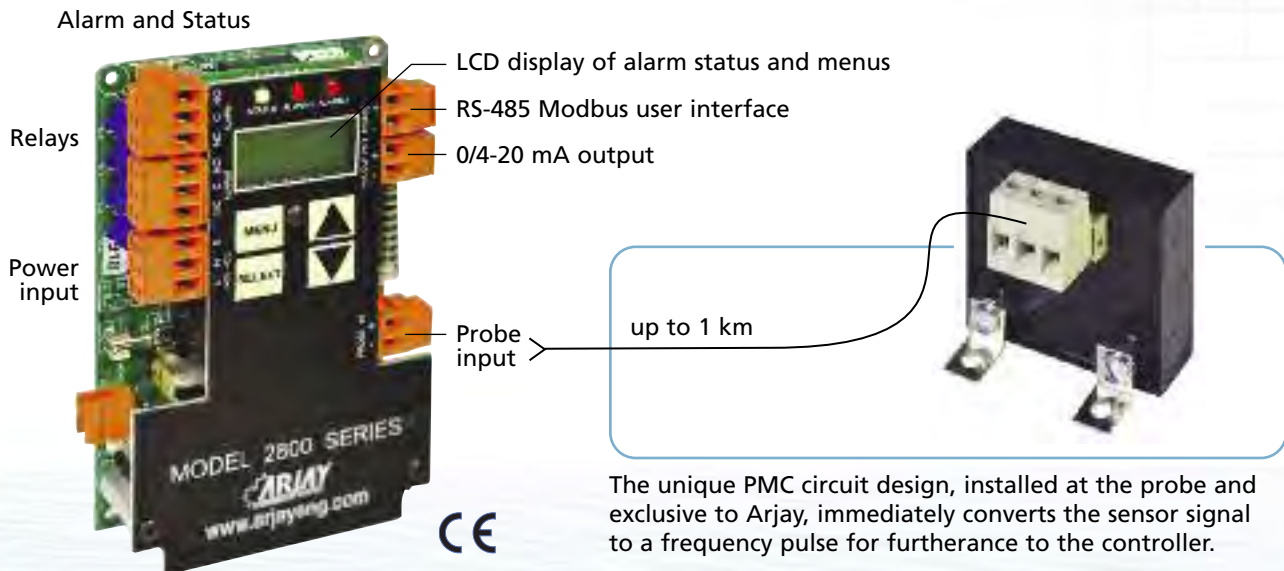 Alarm and Status
LCD display of alarm status and menus
RS-485 Modbus user interface
0/4-20 mA output
Relays
Power
input
MENU
SELECT
Probe
input
up to 1 km
MODEL 2800 SERIES
ARJAY
www.arjayeng.com
CE
The unique PMC circuit design, installed at the probe and
exclusive to Arjay, immediately converts the sensor signal
to a frequency pulse for furtherance to the controller.